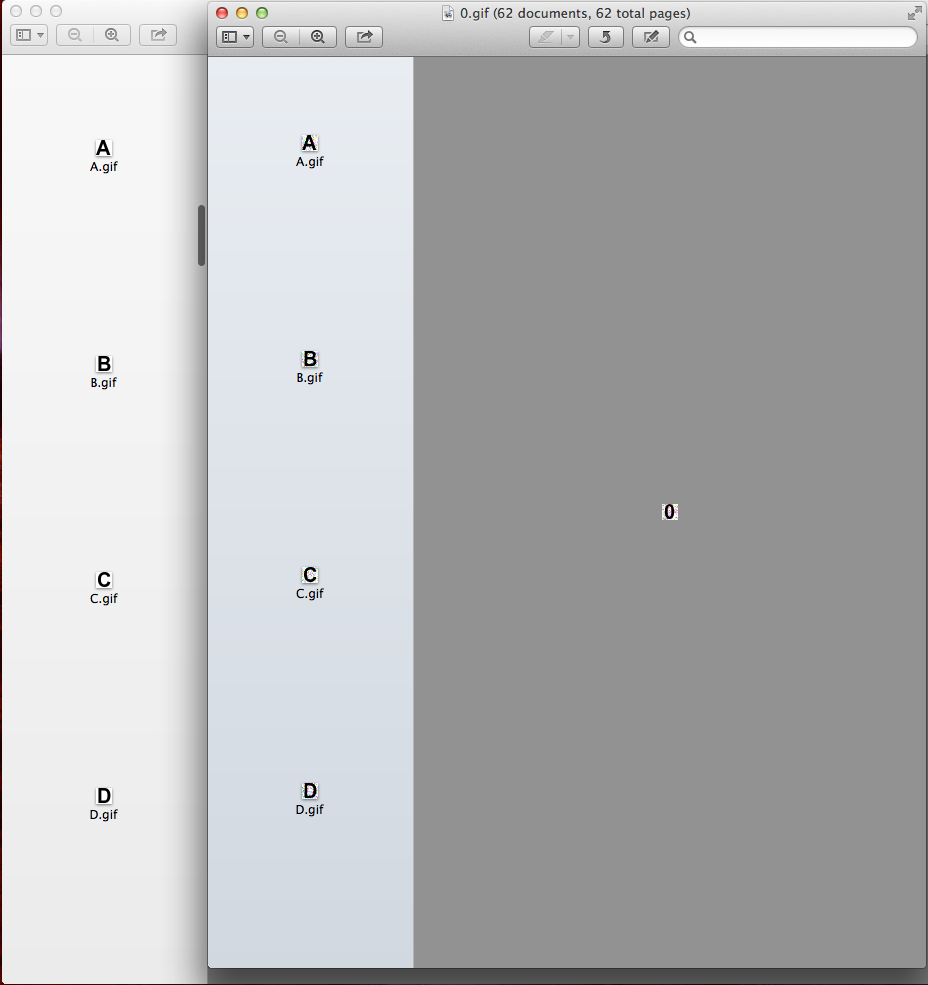 A
A.gif
B
B.gif
C
C.gif
D
D.gif
0.gif (62 documents, 62 total pages)
A
A.gif
B
B.gif
C
C.gif
D
D.gif
0